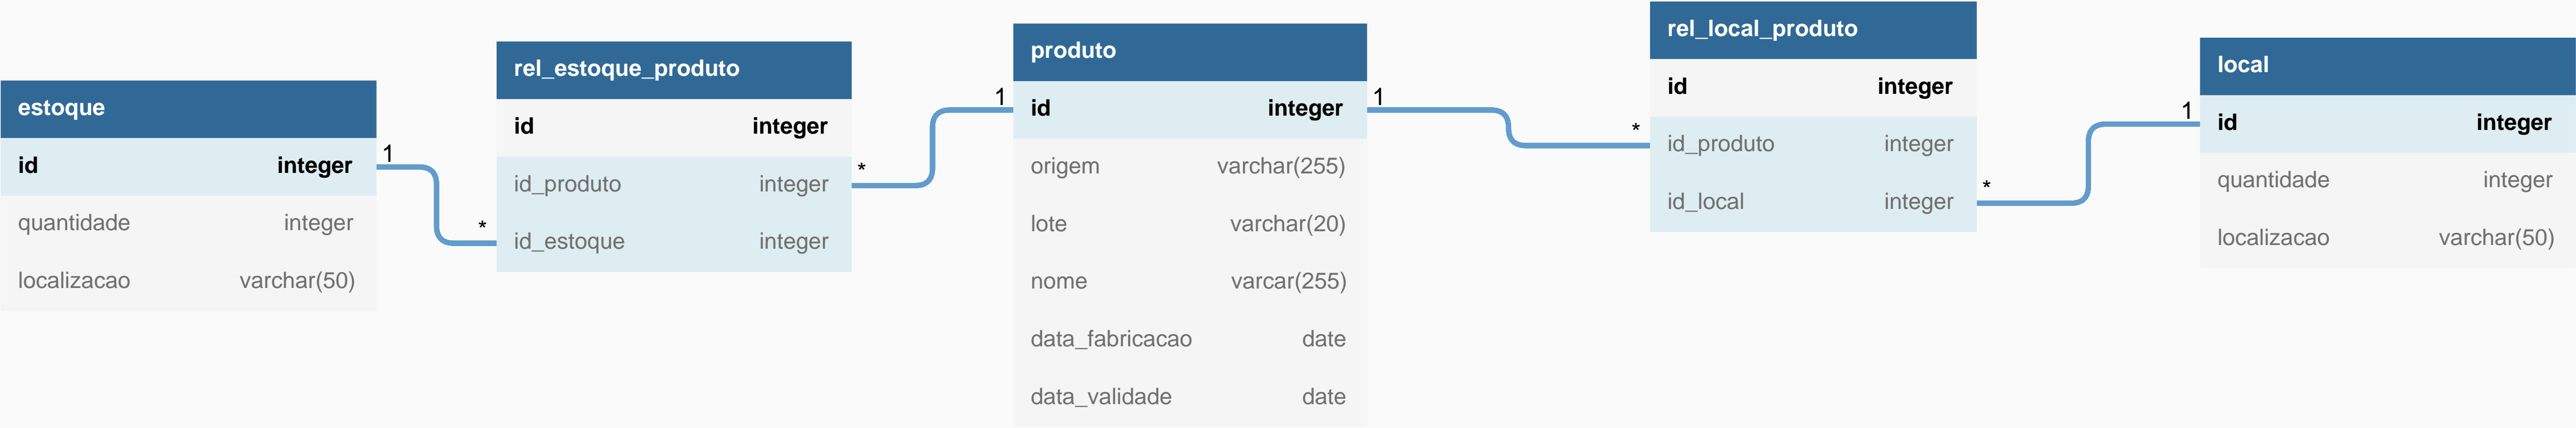 estoque
id integer
quantidade integer
localizacao varchar(50)
1
*
rel_estoque_produto
id integer
id_produto integer
id_estoque integer
*
1
produto
id integer
origem varchar(255)
lote varchar(20)
nome varcar(255)
data_fabricacao date
data_validade date
1
*
rel_local_produto
id integer
id_produto integer
id_local integer
*
1
local
id integer
quantidade integer
localizacao varchar(50)